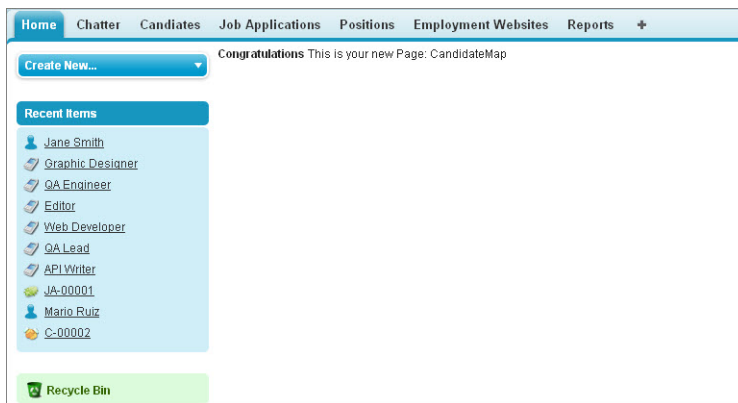 Home Chatter Candiates Job Applications Positions Employment Websites Reports +
Create New...
Congratulations This is your new Page: CandidateMap
Recent Items
Jane Smith
Graphic Designer
QA Engineer
Editor
Web Developer
QA Lead
API Writer
JA-00001
Mario Ruiz
C-00002
Recycle Bin